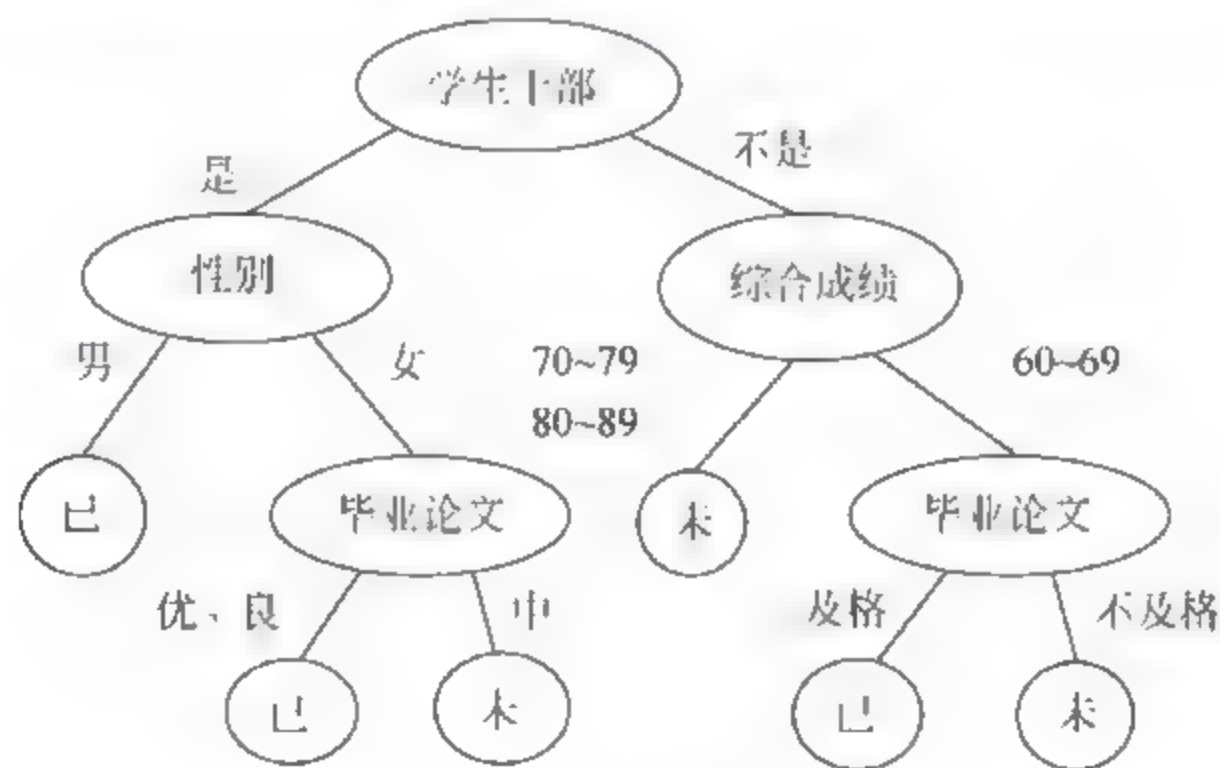 学生干部
是
不是
性别
综合成绩
男
女
70~79
60~69
80~89
已
毕业论文
未
毕业论文
优、良
中
及格
不及格
已
未
已
未